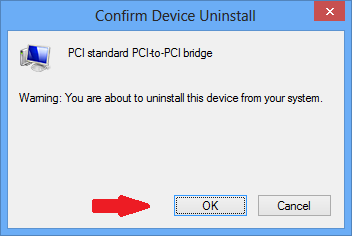 Confirm Device Uninstall
PCI standard PCI-to-PCI bridge
Warning: You are about to uninstall this device from your system.
OK
Cancel